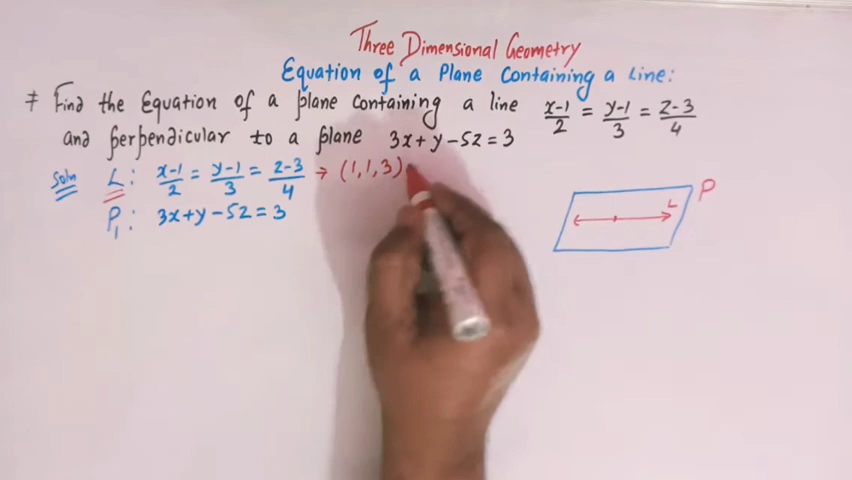 Three Dimensional Geometry
Equation of a Plane Containing a Line:
# Find the Equation of a plane containing a line x-1/2 = y-1/3 = z-3/4
and perpendicular to a plane 3x+y-5z=3
Soln L: x-1/2 = y-1/3 = z-3/4 → (1,1,3)
P₁: 3x+y-5z=3
P
L